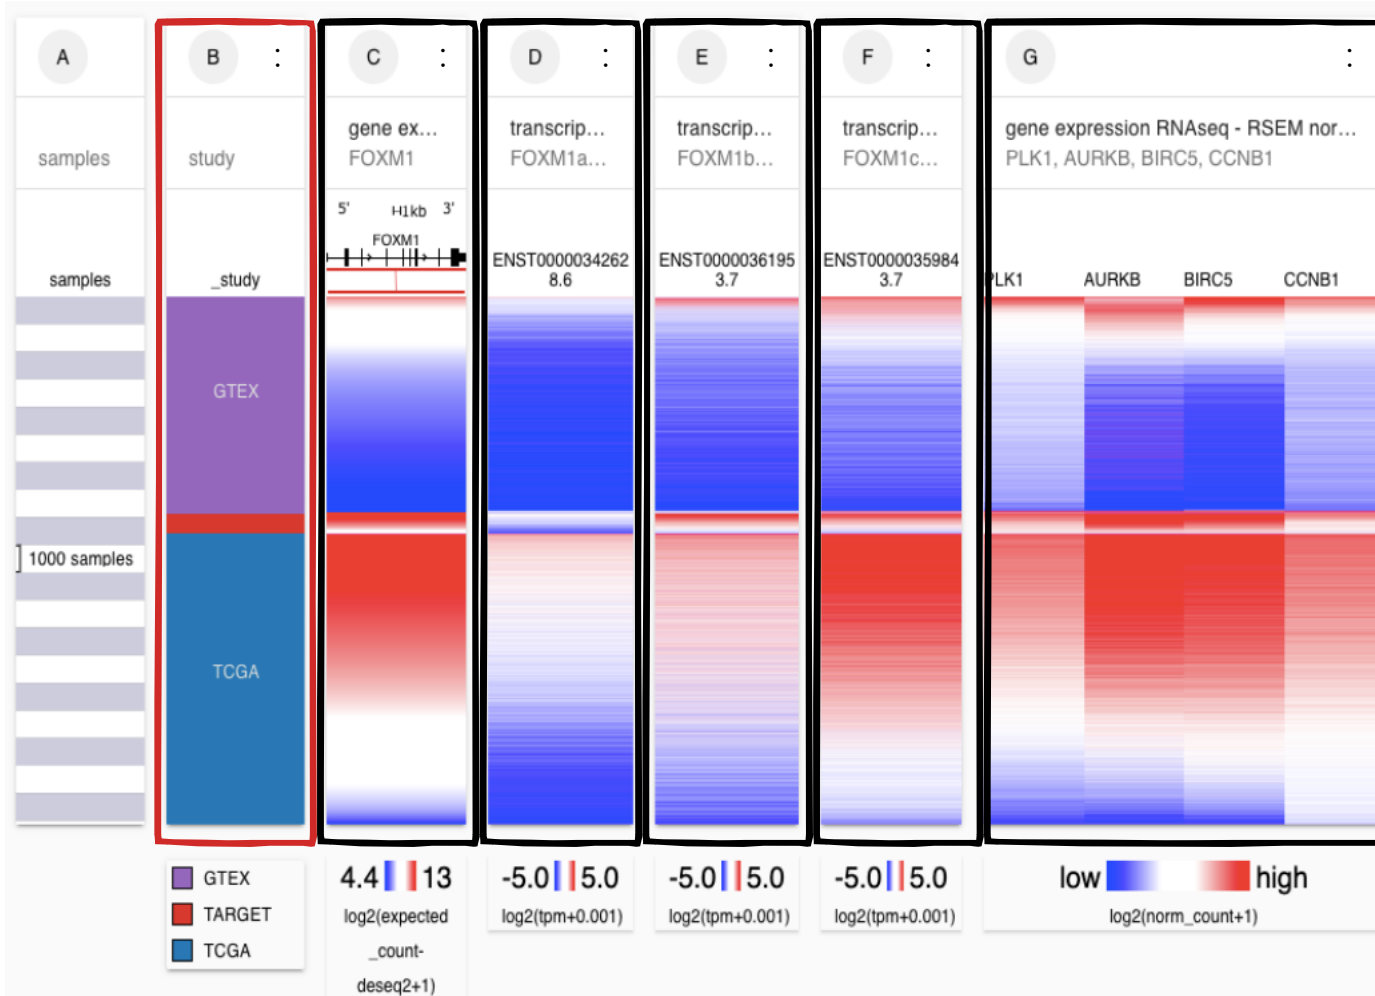 A
B
C
D
E
F
G
samples
study
gene ex...
FOXM1
transcrip...
FOXM1a...
transcrip...
FOXM1b...
transcrip...
FOXM1c...
gene expression RNAseq - RSEM nor...
PLK1, AURKB, BIRC5, CCNB1
5' H1kb 3'
FOXM1
samples
_study
ENST0000034262
8.6
ENST0000036195
3.7
ENST0000035984
3.7
PLK1
AURKB
BIRC5
CCNB1
GTEX
1000 samples
TCGA
GTEX
TARGET
TCGA
4.4 13
log2(expected
_count-
deseq2+1)
-5.0 5.0
log2(tpm+0.001)
-5.0 5.0
log2(tpm+0.001)
-5.0 5.0
log2(tpm+0.001)
low high
log2(norm_count+1)